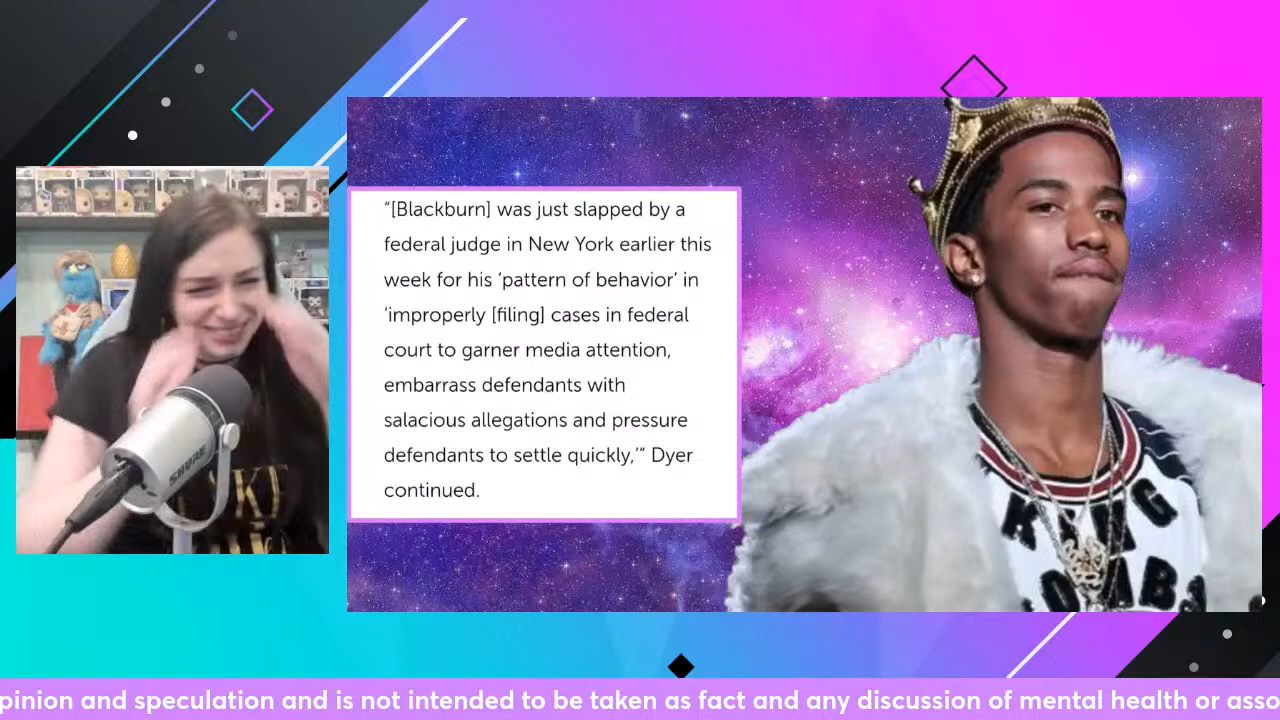 “[Blackburn] was just slapped by a
federal judge in New York earlier this
week for his ‘pattern of behavior’ in
‘improperly [filing] cases in federal
court to garner media attention,
embarrass defendants with
salacious allegations and pressure
defendants to settle quickly,’” Dyer
continued.
SHURE
KING
pinion and speculation and is not intended to be taken as fact and any discussion of mental health or asso